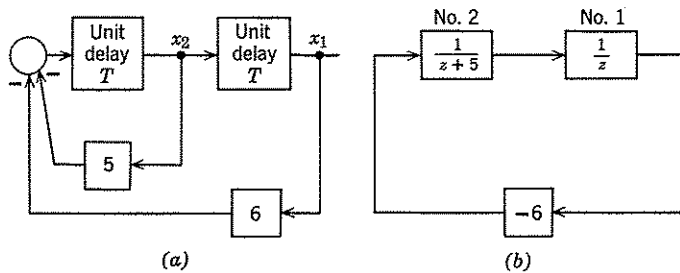 Unit
delay
T
x₂
Unit
delay
T
x₁
−
−
5
6
(a)
No. 2
1
z + 5
No. 1
1
z
−6
(b)